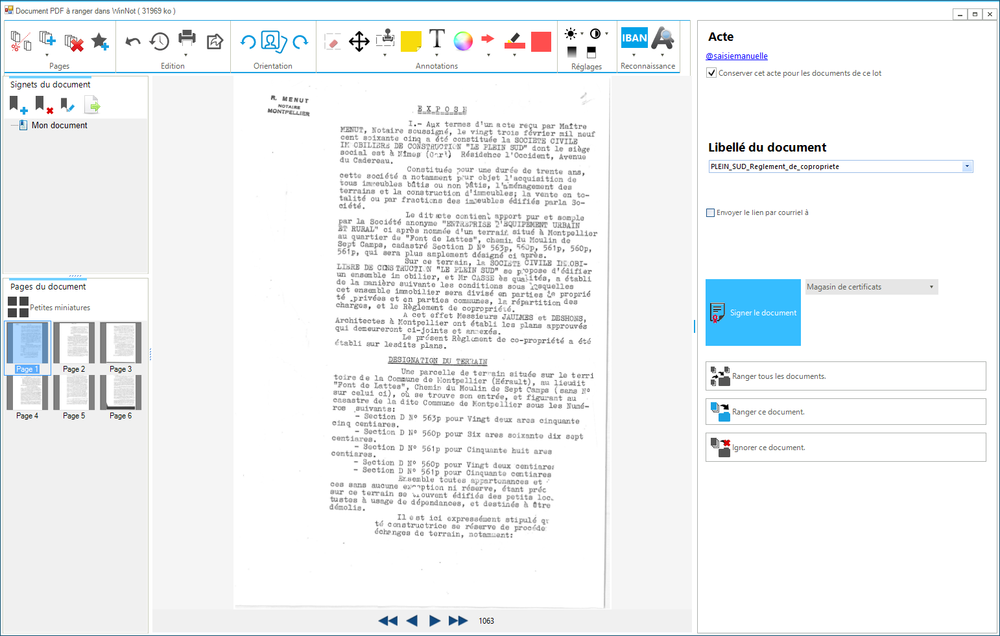 Document PDF à ranger dans WinNot ( 31969 ko )
Pages
Edition
Orientation
T
Annotations
Réglages
IBAN
Reconnaissance
Signets du document
Mon document
Pages du document
Petites miniatures
Page 1
Page 2
Page 3
Page 4
Page 5
Page 6
R. MENUT
NOTAIRE
MONTPELLIER
EXPOSE
I.- Aux termes d'un acte reçu par Maître
MENUT, Notaire soussigné, le vingt trois février mil neuf
cent soixante cinq a été constituée la SOCIETE CIVILE
IMOBILIERE DE CONSTRUCTION "LE PLEIN SUD" dont le siège
social est à Nîmes (Gard) Résidence l'Occident, Avenue
du Cadereau.
Constituée pour une durée de trente ans,
cette société a notamment pour objet l'acquisition de
tous immeubles bâtis ou non bâtis, l'aménagement des
terrains et la construction d'immeubles; la vente en to-
talité ou par fractions des immeubles édifiés parla So-
ciété.
Le dit acte contient apport pur et somple
par la Société anonyme "ENTREPRISE D'EQUIPEMENT URBAIN
ET RURAL" ci après nommée d'un terrain situé à Montpellier
au quartier de "Font de Lattes", chemin du Moulin de
Sept Camps, cadastré Section D Nº 563p, 560p, 561p, 560p,
561p, qui sera plus amplement désigné ci après.
Sur ce terrain, la SOCIETE CIVILE IMOBI-
LIERE DE CONSTRUCTION "LE PLEIN SUD" se propose d'édifier
un ensemble im obilier, et Mr CASSE ès qualités, a établi
de la manière suivante les conditions sous lesquelles
cet ensemble immobilier sera divisé en parties de proprié
té privées et en parties communes, la répartition des
charges, et le Règlement de copropriété.
A cet effet Messieurs JAULMES et DESHONS,
Architectes à Montpellier ont établi les plans approuvés
qui demeureront ci-joints et annexés.
Le présent Règlement de co-propriété a été
établi sur lesdits plans.
DESIGNATION DU TERRAIN
Une parcelle de terrain située sur le terri
toire de la Commune de Montpellier (Hérault), au lieudit
"Font de Lattes", Chemin du Moulin de Sept Camps (sans Nº
sur celui ci), où se trouve son entrée, et figurant au
casastre de la dite Commune de Montpellier sous les Numé-
ros suivants:
- Section D Nº 563p pour Vingt deux ares cinquante
cinq centiares.
- Section D Nº 560p pour Six ares soixante dix sept
centiares.
- Section D Nº 561p pour Cinquante huit ares
centiares.
- Section D Nº 560p pour Vingt deux centiares
- Section D Nº 561p pour Cinquante centiares
Ensemble toutes appartenances et
ces sans aucune exception ni réserve, étant préc
sur ce terrain se trouvent édifiés des petits loc
tustes à usage de dépendances, et destinés à être
démolis.
Il est ici expressément stipulé qu
té constructrice se réserve de procéde
échanges de terrain, notamment:
1063
Acte
@saisiemanuelle
Conserver cet acte pour les documents de ce lot
Libellé du document
PLEIN_SUD_Reglement_de_copropriete
Envoyer le lien par courriel à
Signer le document
Magasin de certificats
Ranger tous les documents.
Ranger ce document.
Ignorer ce document.